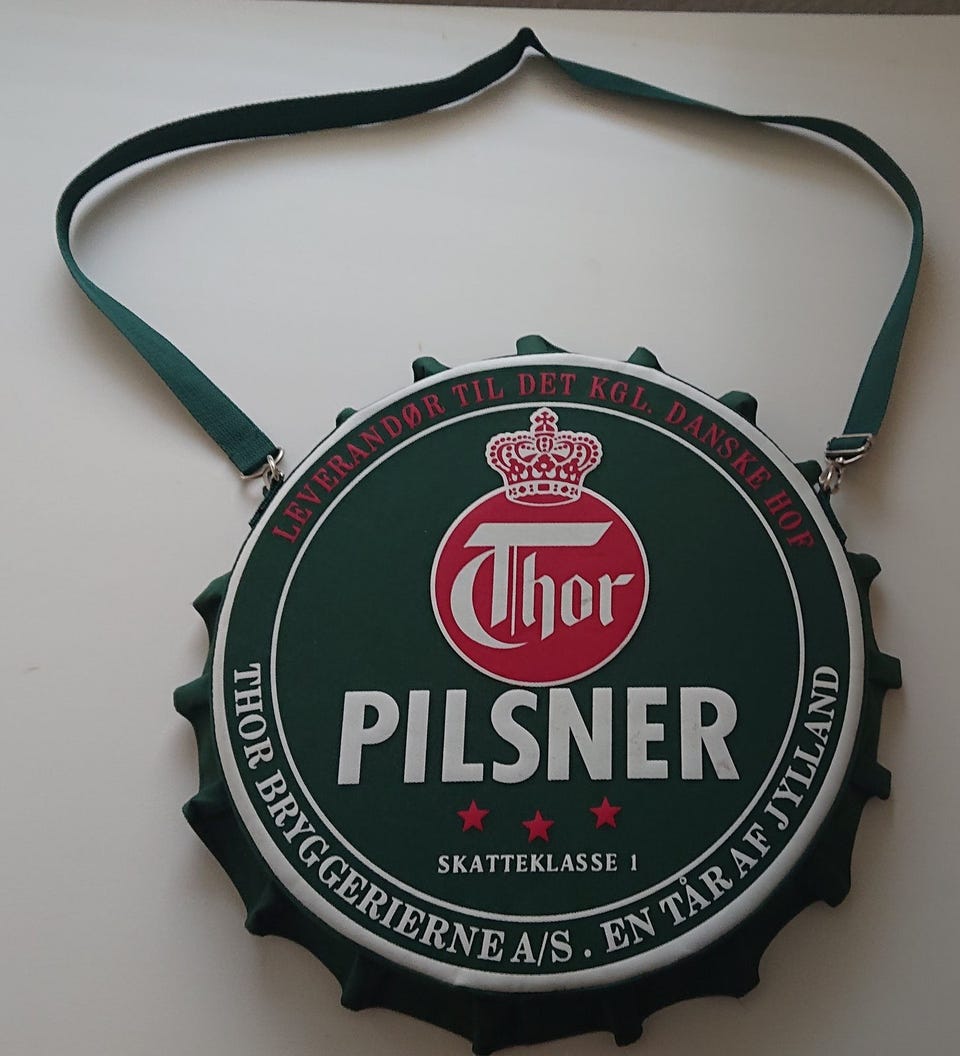 LEVERANDØR TIL DET KGL. DANSKE HOF
Thor
PILSNER
SKATTEKLASSE 1
THOR BRYGGERIERNE A/S . EN TÅR AF JYLLAND